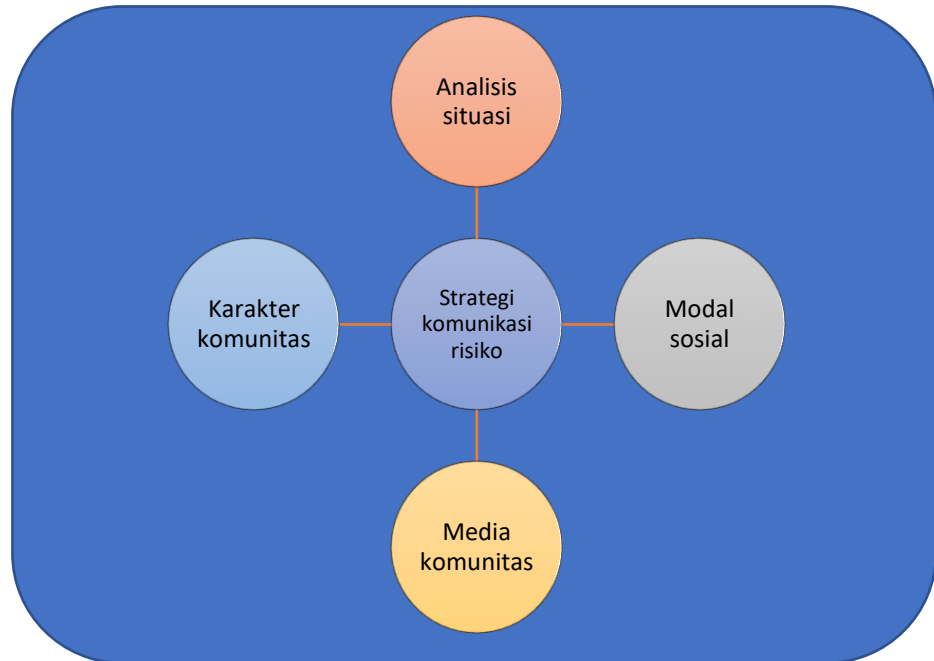 Analisis
situasi
Karakter
komunitas
Strategi
komunikasi
risiko
Modal
sosial
Media
komunitas